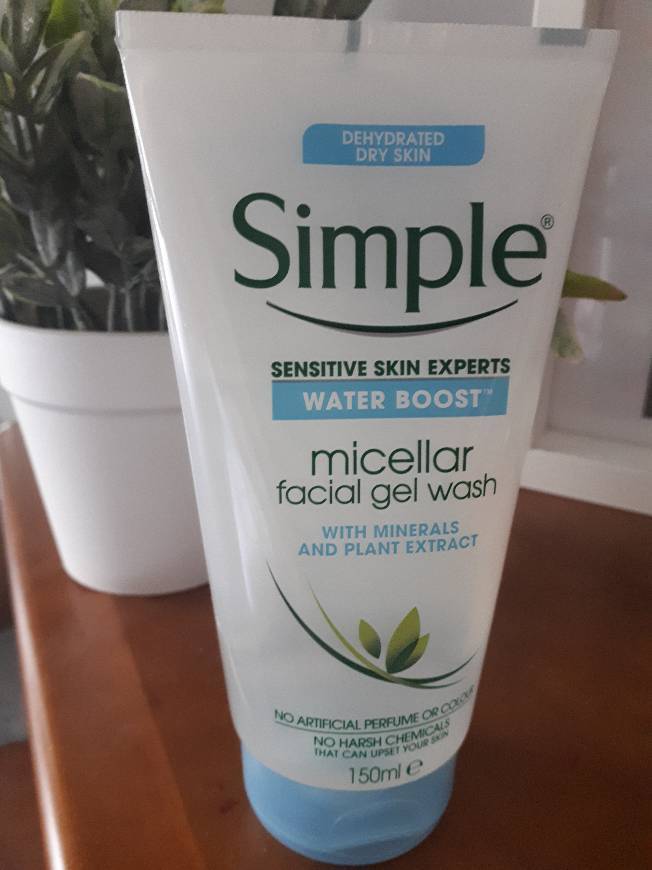 DEHYDRATED
DRY SKIN
Simple®
SENSITIVE SKIN EXPERTS
WATER BOOST™
micellar
facial gel wash
WITH MINERALS
AND PLANT EXTRACT
NO ARTIFICIAL PERFUME OR COLOUR
NO HARSH CHEMICALS
THAT CAN UPSET YOUR SKIN
150ml ℮